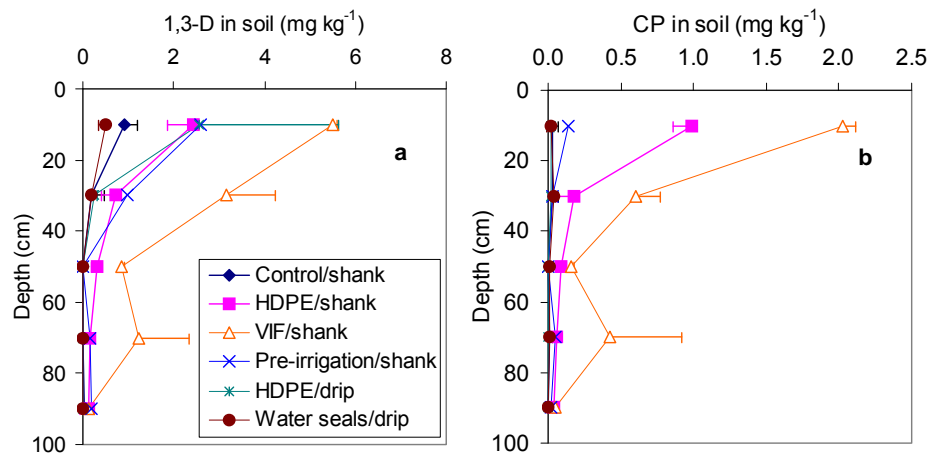 1,3-D in soil (mg kg⁻¹)
0 2 4 6 8
0
20
40
60
80
100
Depth (cm)
a
Control/shank
HDPE/shank
VIF/shank
Pre-irrigation/shank
HDPE/drip
Water seals/drip
CP in soil (mg kg⁻¹)
0.0 0.5 1.0 1.5 2.0 2.5
0
20
40
60
80
100
Depth (cm)
b